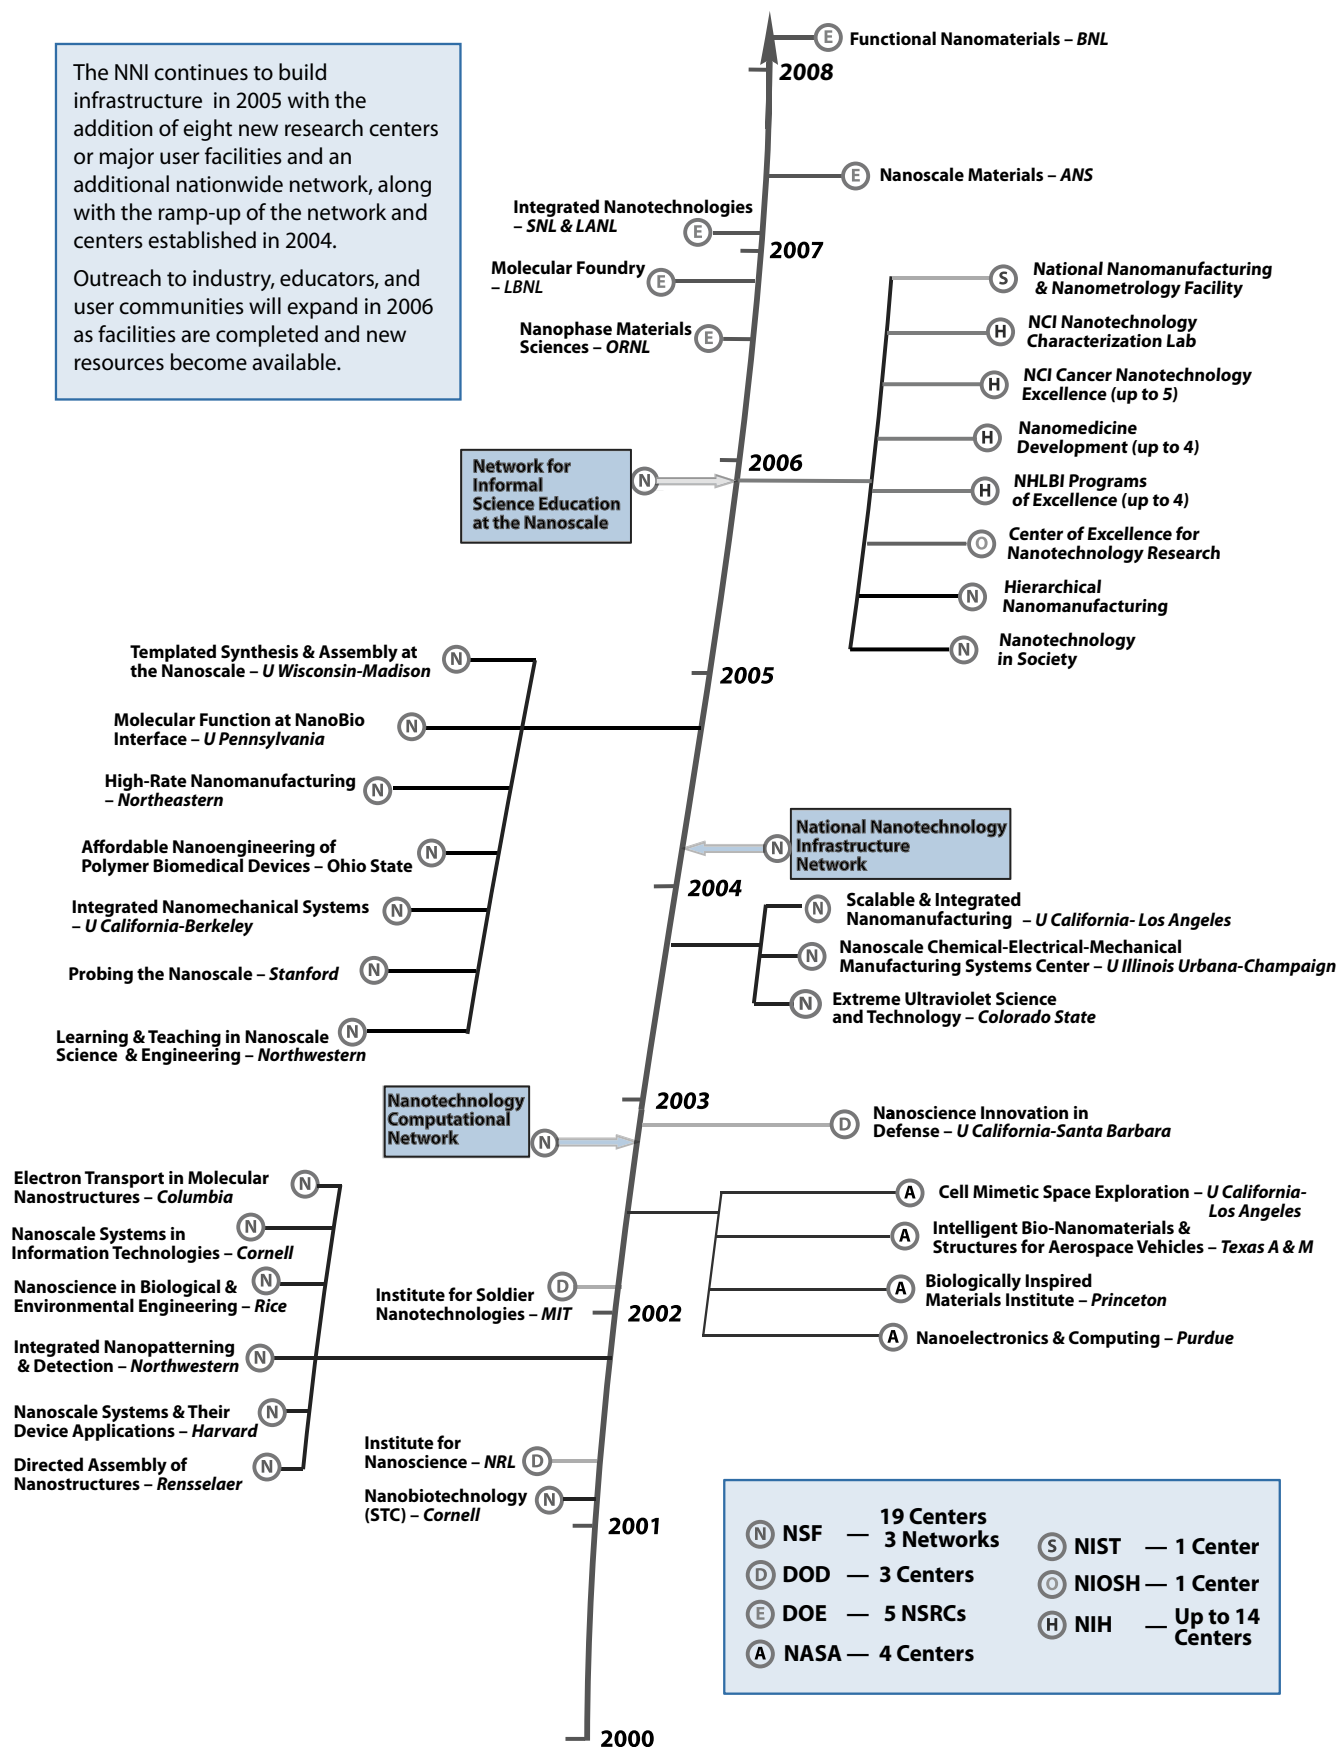 The NNI continues to build
infrastructure in 2005 with the
addition of eight new research centers
or major user facilities and an
additional nationwide network, along
with the ramp-up of the network and
centers established in 2004.
Outreach to industry, educators, and
user communities will expand in 2006
as facilities are completed and new
resources become available.
E Functional Nanomaterials – BNL
2008
E Nanoscale Materials – ANS
Integrated Nanotechnologies
– SNL & LANL E
2007
Molecular Foundry
– LBNL E
Nanophase Materials
Sciences – ORNL E
S National Nanomanufacturing
& Nanometrology Facility
H NCI Nanotechnology
Characterization Lab
H NCI Cancer Nanotechnology
Excellence (up to 5)
H Nanomedicine
Development (up to 4)
H NHLBI Programs
of Excellence (up to 4)
O Center of Excellence for
Nanotechnology Research
N Hierarchical
Nanomanufacturing
N Nanotechnology
in Society
2006
Network for
Informal
Science Education
at the Nanoscale
N
2005
Templated Synthesis & Assembly at
the Nanoscale – U Wisconsin-Madison N
Molecular Function at NanoBio
Interface – U Pennsylvania N
High-Rate Nanomanufacturing
– Northeastern N
Affordable Nanoengineering of
Polymer Biomedical Devices – Ohio State N
Integrated Nanomechanical Systems
– U California-Berkeley N
Probing the Nanoscale – Stanford N
Learning & Teaching in Nanoscale
Science & Engineering – Northwestern N
N National Nanotechnology
Infrastructure
Network
2004
N Scalable & Integrated
Nanomanufacturing – U California- Los Angeles
N Nanoscale Chemical-Electrical-Mechanical
Manufacturing Systems Center – U Illinois Urbana-Champaign
N Extreme Ultraviolet Science
and Technology – Colorado State
2003
Nanotechnology
Computational
Network
N
D Nanoscience Innovation in
Defense – U California-Santa Barbara
A Cell Mimetic Space Exploration – U California-
Los Angeles
A Intelligent Bio-Nanomaterials &
Structures for Aerospace Vehicles – Texas A & M
A Biologically Inspired
Materials Institute – Princeton
A Nanoelectronics & Computing – Purdue
Institute for Soldier
Nanotechnologies – MIT D
2002
Electron Transport in Molecular
Nanostructures – Columbia N
Nanoscale Systems in
Information Technologies – Cornell N
Nanoscience in Biological &
Environmental Engineering – Rice N
Integrated Nanopatterning
& Detection – Northwestern N
Nanoscale Systems & Their
Device Applications – Harvard N
Directed Assembly of
Nanostructures – Rensselaer N
Institute for
Nanoscience – NRL D
Nanobiotechnology
(STC) – Cornell N
2001
2000
N NSF — 19 Centers
3 Networks
D DOD — 3 Centers
E DOE — 5 NSRCs
A NASA — 4 Centers
S NIST — 1 Center
O NIOSH — 1 Center
H NIH — Up to 14
Centers